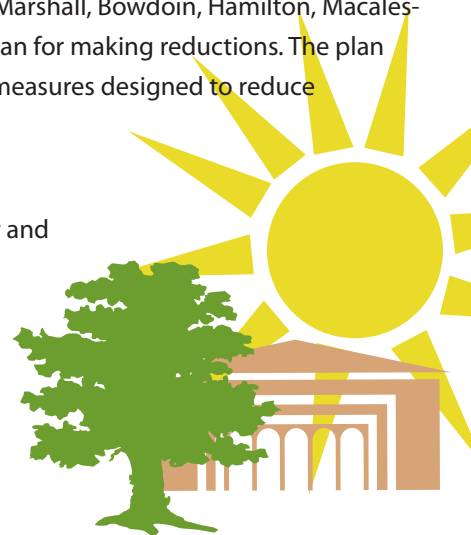 Marshall, Bowdoin, Hamilton, Macales-
an for making reductions. The plan
measures designed to reduce
and